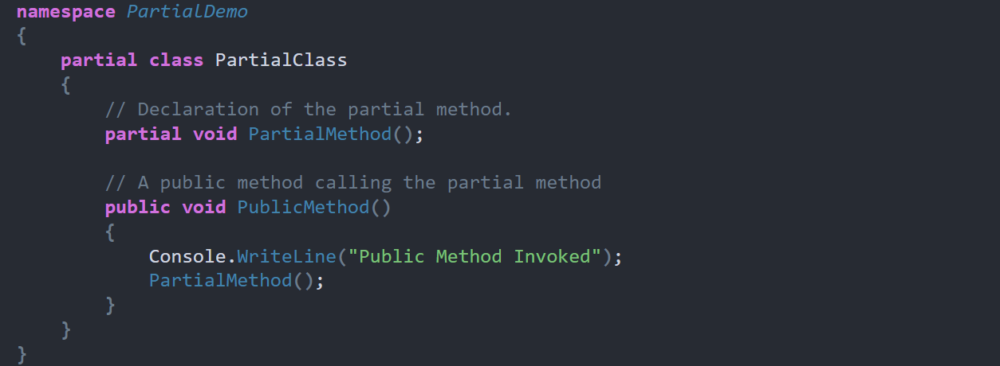 namespace PartialDemo
{
    partial class PartialClass
    {
        // Declaration of the partial method.
        partial void PartialMethod();

        // A public method calling the partial method
        public void PublicMethod()
        {
            Console.WriteLine("Public Method Invoked");
            PartialMethod();
        }
    }
}